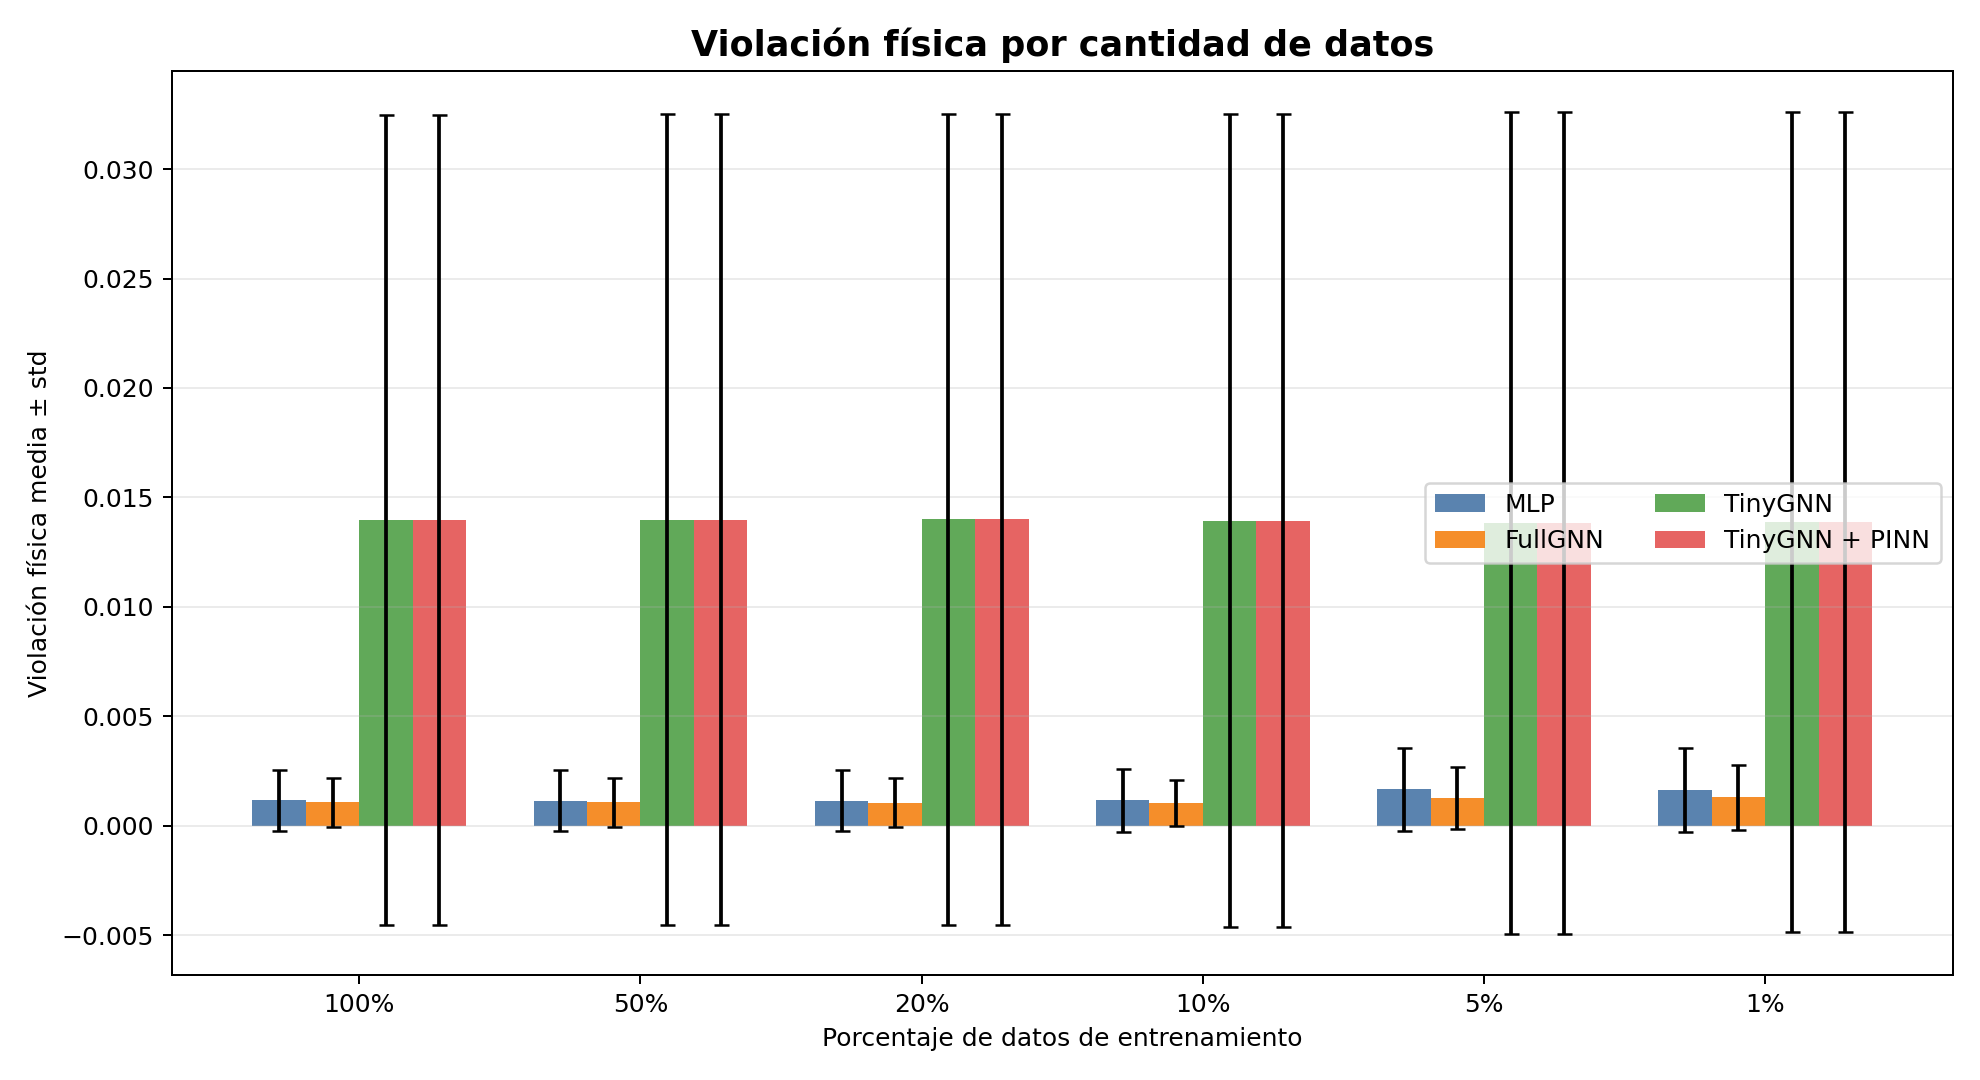 Violación física por cantidad de datos
Violación física media ± std
0.030
0.025
0.020
0.015
0.010
0.005
0.000
−0.005
MLP
FullGNN
TinyGNN
TinyGNN + PINN
100%
50%
20%
10%
5%
1%
Porcentaje de datos de entrenamiento